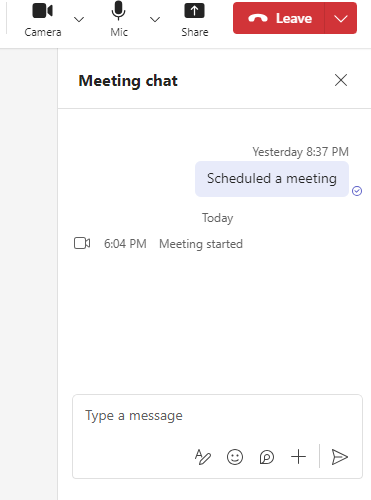 Camera
Mic
Share
Leave
Meeting chat
Yesterday 8:37 PM
Scheduled a meeting
Today
6:04 PM Meeting started
Type a message